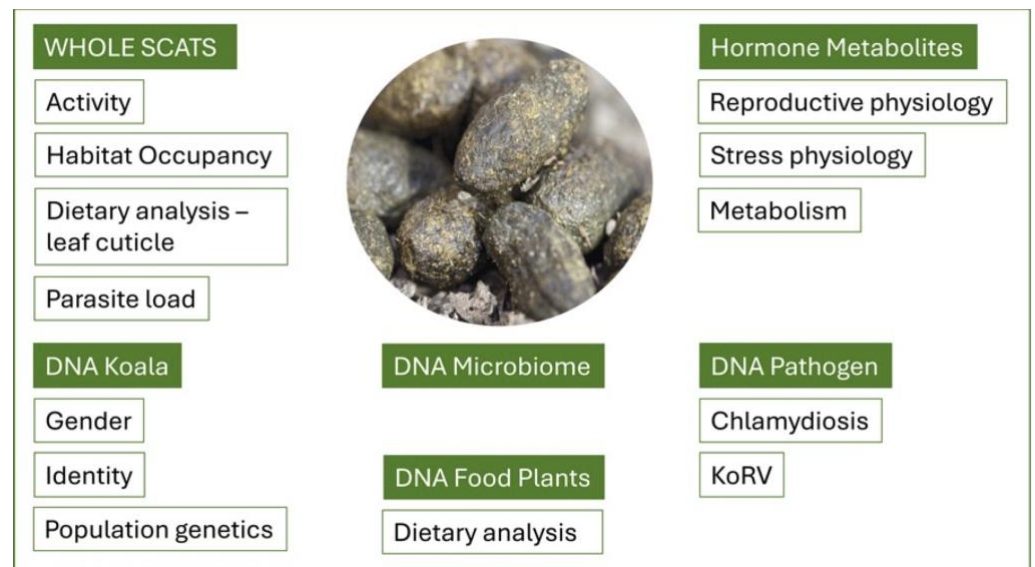 WHOLE SCATS
Activity
Habitat Occupancy
Dietary analysis –
leaf cuticle
Parasite load
Hormone Metabolites
Reproductive physiology
Stress physiology
Metabolism
DNA Koala
Gender
Identity
Population genetics
DNA Microbiome
DNA Food Plants
Dietary analysis
DNA Pathogen
Chlamydiosis
KoRV